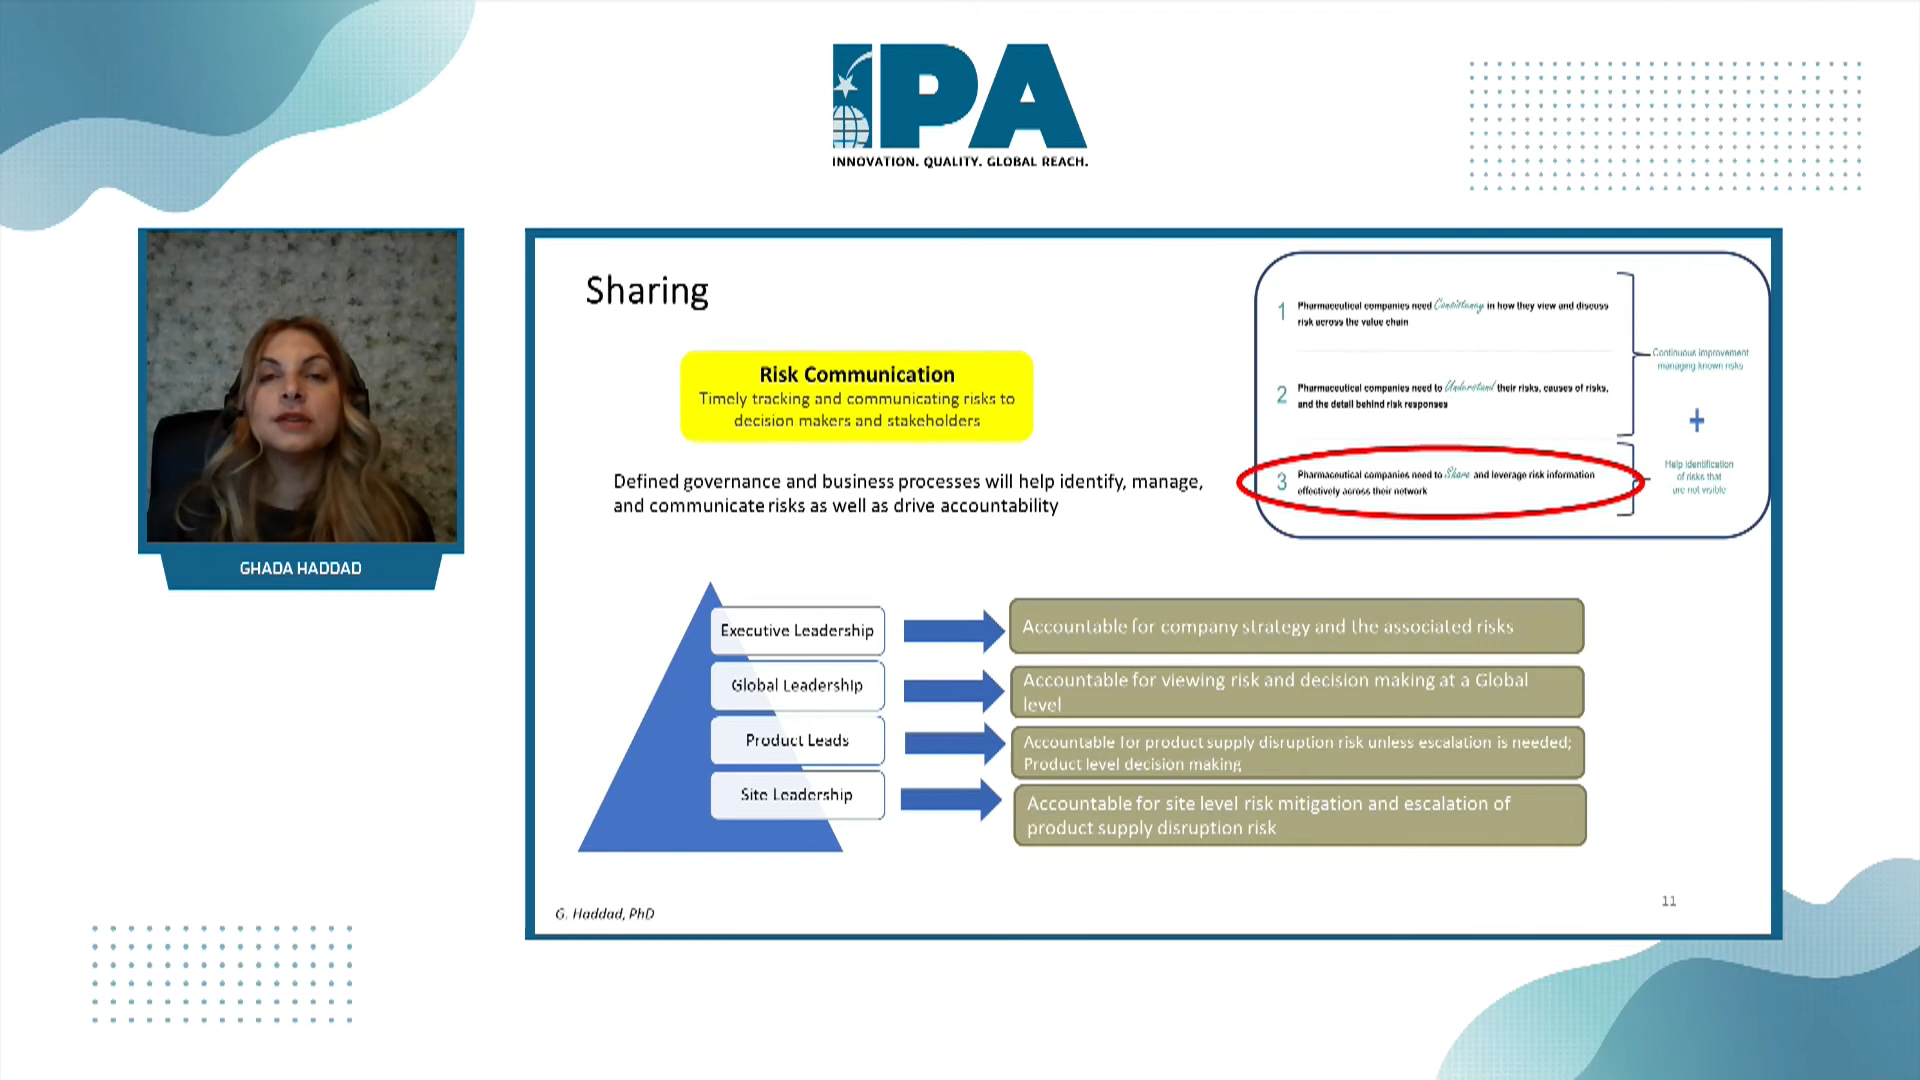 IPA
INNOVATION. QUALITY. GLOBAL REACH.
GHADA HADDAD
Sharing
Risk Communication
Timely tracking and communicating risks to
decision makers and stakeholders
Defined governance and business processes will help identify, manage,
and communicate risks as well as drive accountability
1
Pharmaceutical companies need Consistency in how they view and discuss
risk across the value chain
2
Pharmaceutical companies need to Understand their risks, causes of risks,
and the detail behind risk responses
3
Pharmaceutical companies need to Share and leverage risk information
effectively across their network
Continuous improvement
managing known risks
+
Help identification
of risks that
are not visible
Executive Leadership
Accountable for company strategy and the associated risks
Global Leadership
Accountable for viewing risk and decision making at a Global
level
Product Leads
Accountable for product supply disruption risk unless escalation is needed;
Product level decision making
Site Leadership
Accountable for site level risk mitigation and escalation of
product supply disruption risk
G. Haddad, PhD
11